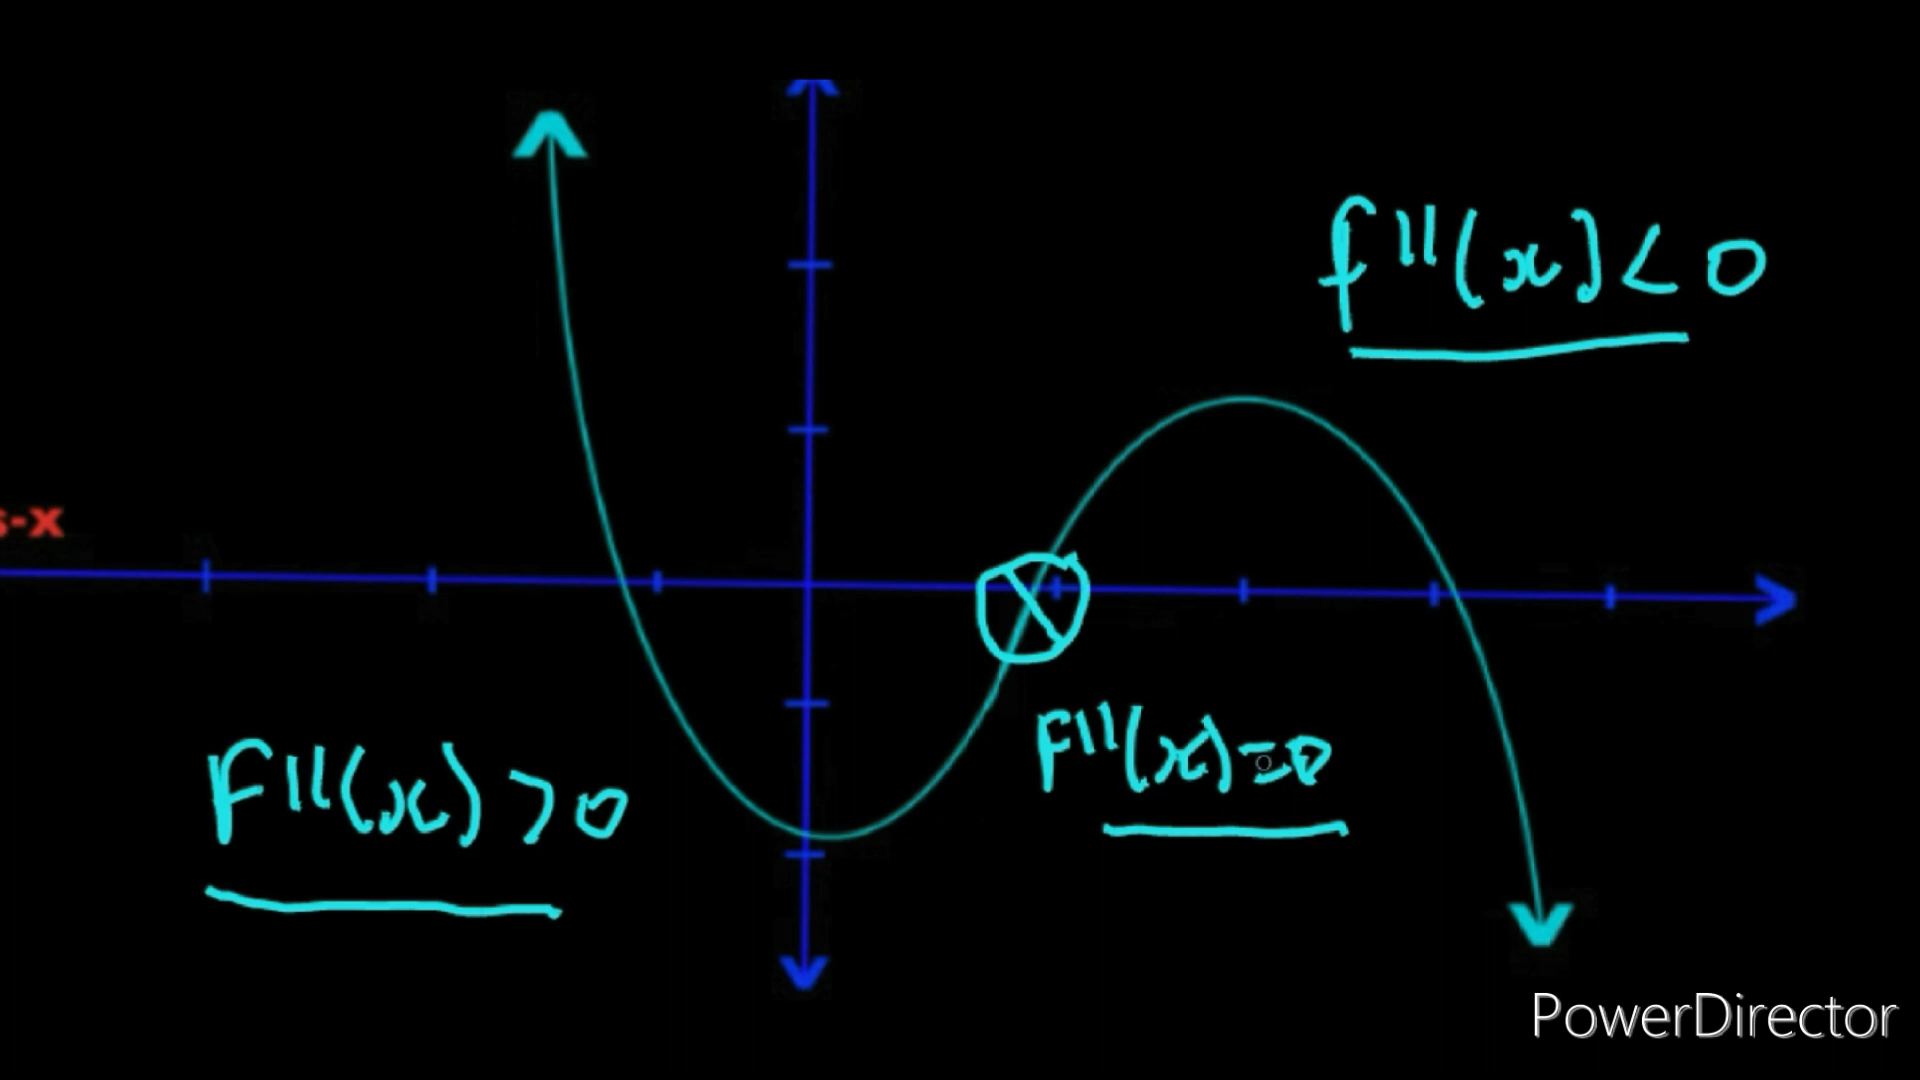 f''(x) < 0
s-x
F''(x) = 0
F''(x) > 0
PowerDirector